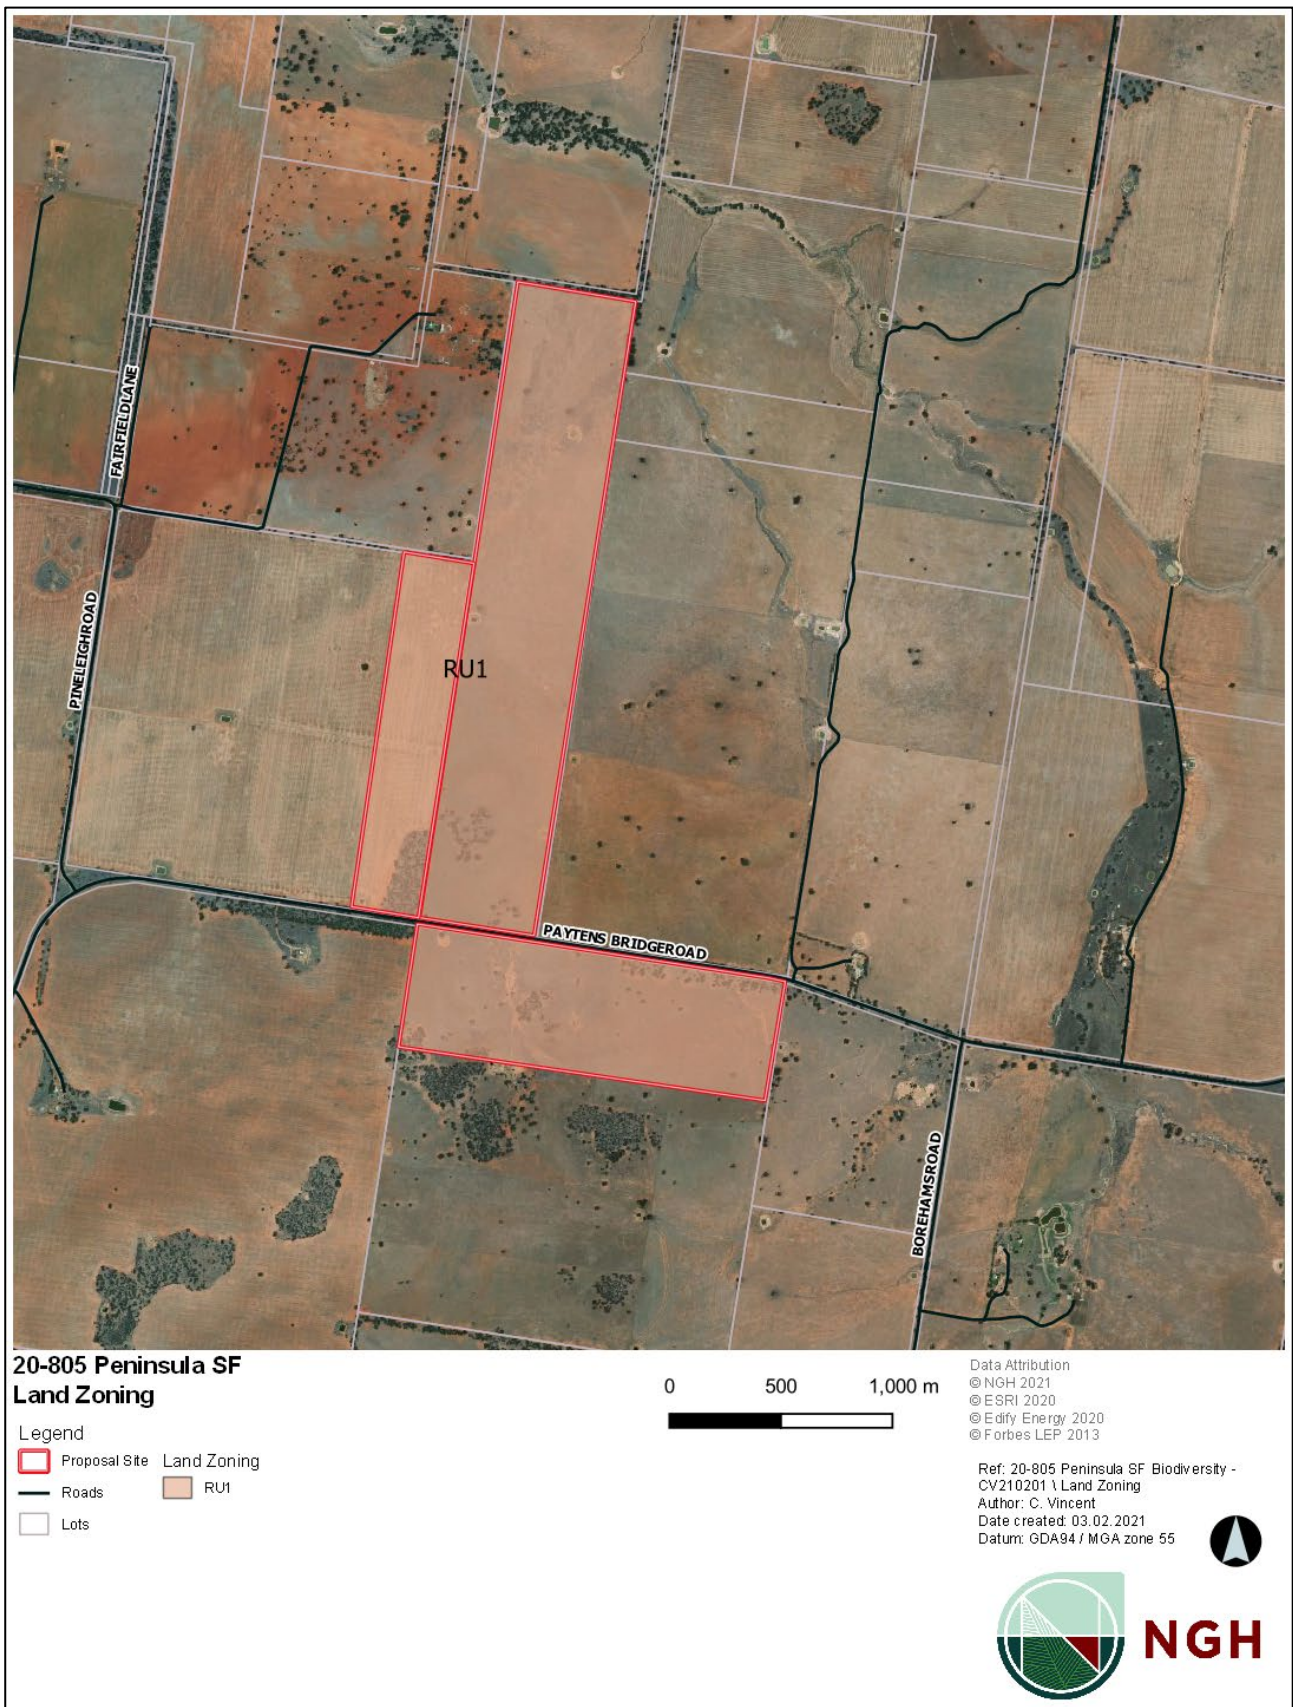 FAIRFIELDLANE
PINELEIGHROAD
RU1
PAYTENS BRIDGEROAD
BOREHAMSROAD
20-805 Peninsula SF
Land Zoning
Legend
Proposal Site
Roads
Lots
Land Zoning
RU1
0 500 1,000 m
Data Attribution
© NGH 2021
© ESRI 2020
© Edify Energy 2020
© Forbes LEP 2013
Ref: 20-805 Peninsula SF Biodiversity -
CV210201 \ Land Zoning
Author: C. Vincent
Date created: 03.02.2021
Datum: GDA94 / MGA zone 55
NGH